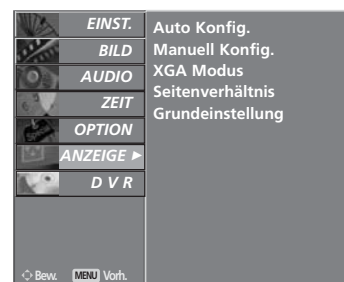 EINST.
BILD
AUDIO
ZEIT
OPTION
ANZEIGE ►
D V R
Auto Konfig.
Manuell Konfig.
XGA Modus
Seitenverhältnis
Grundeinstellung
Bew. MENU Vorh.